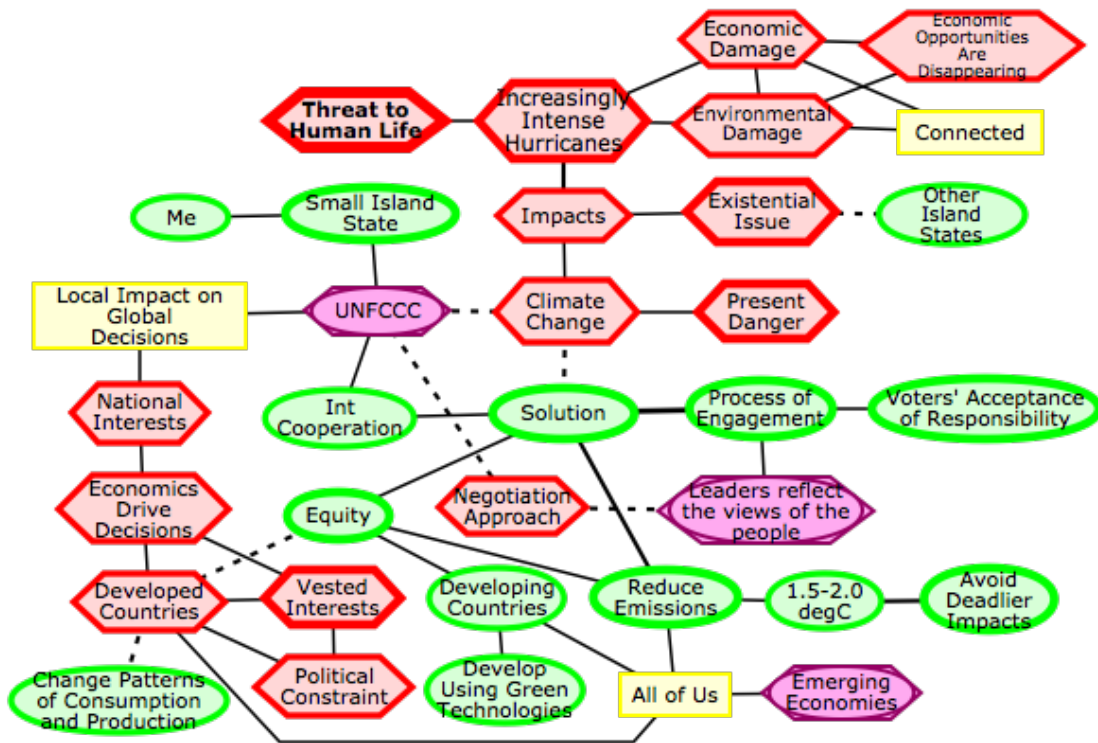 Economic
Damage
Economic
Opportunities
Are
Disappearing
Threat to
Human Life
Increasingly
Intense
Hurricanes
Environmental
Damage
Connected
Me
Small Island
State
Impacts
Existential
Issue
Other
Island
States
Local Impact on
Global
Decisions
UNFCCC
Climate
Change
Present
Danger
National
Interests
Int
Cooperation
Solution
Process of
Engagement
Voters' Acceptance
of Responsibility
Economics
Drive
Decisions
Equity
Negotiation
Approach
Leaders reflect
the views of the
people
Developed
Countries
Vested
Interests
Developing
Countries
Reduce
Emissions
1.5-2.0
degC
Avoid
Deadlier
Impacts
Change Patterns
of Consumption
and Production
Political
Constraint
Develop
Using Green
Technologies
All of Us
Emerging
Economies